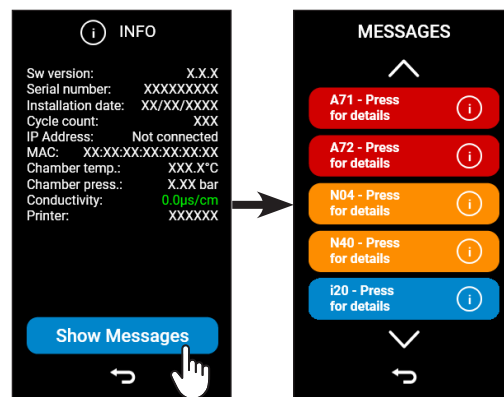 i INFO
Sw version: X.X.X
Serial number: XXXXXXXXX
Installation date: XX/XX/XXXX
Cycle count: XXX
IP Address: Not connected
MAC: XX:XX:XX:XX:XX:XX:XX
Chamber temp.: XXX.X°C
Chamber press.: X.XX bar
Conductivity: 0.0µs/cm
Printer: XXXXXX
Show Messages
MESSAGES
A71 - Press
for details
i
A72 - Press
for details
i
N04 - Press
for details
i
N40 - Press
for details
i
i20 - Press
for details
i